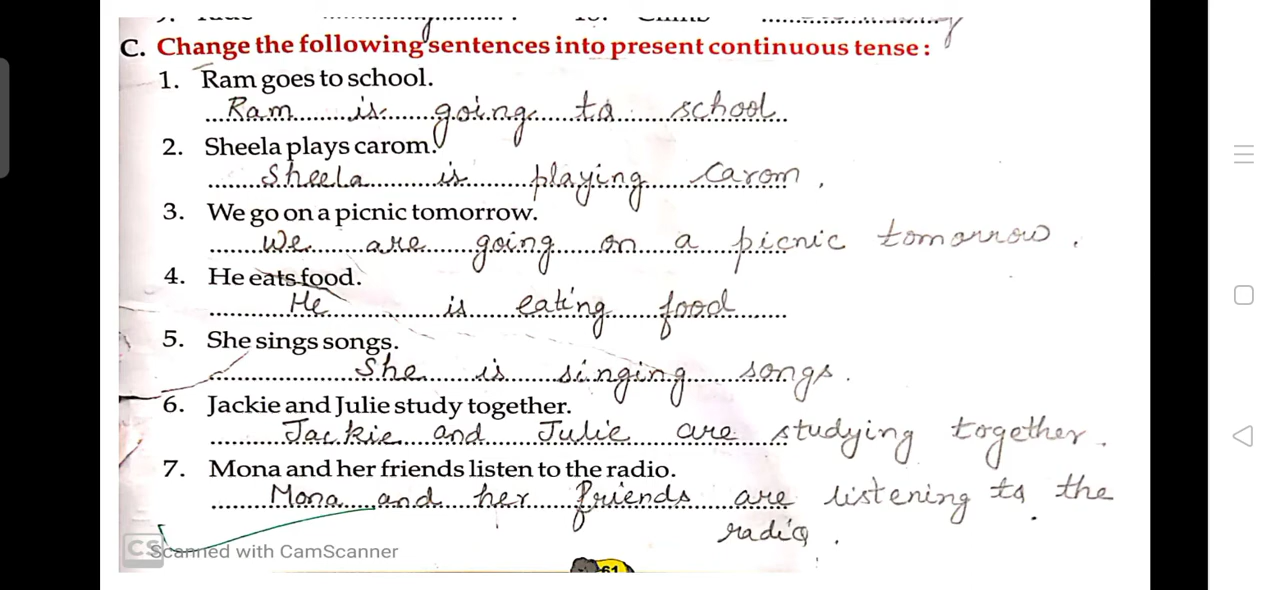 C. Change the following sentences into present continuous tense :
1. Ram goes to school.
Ram is going to school
2. Sheela plays carom.
Sheela is playing carom.
3. We go on a picnic tomorrow.
We are going on a picnic tomorrow.
4. He eats food.
He is eating food
5. She sings songs.
She is singing songs.
6. Jackie and Julie study together.
Jackie and Julie are studying together.
7. Mona and her friends listen to the radio.
Mona and her friends are listening to the
radio.
CS Scanned with CamScanner
61